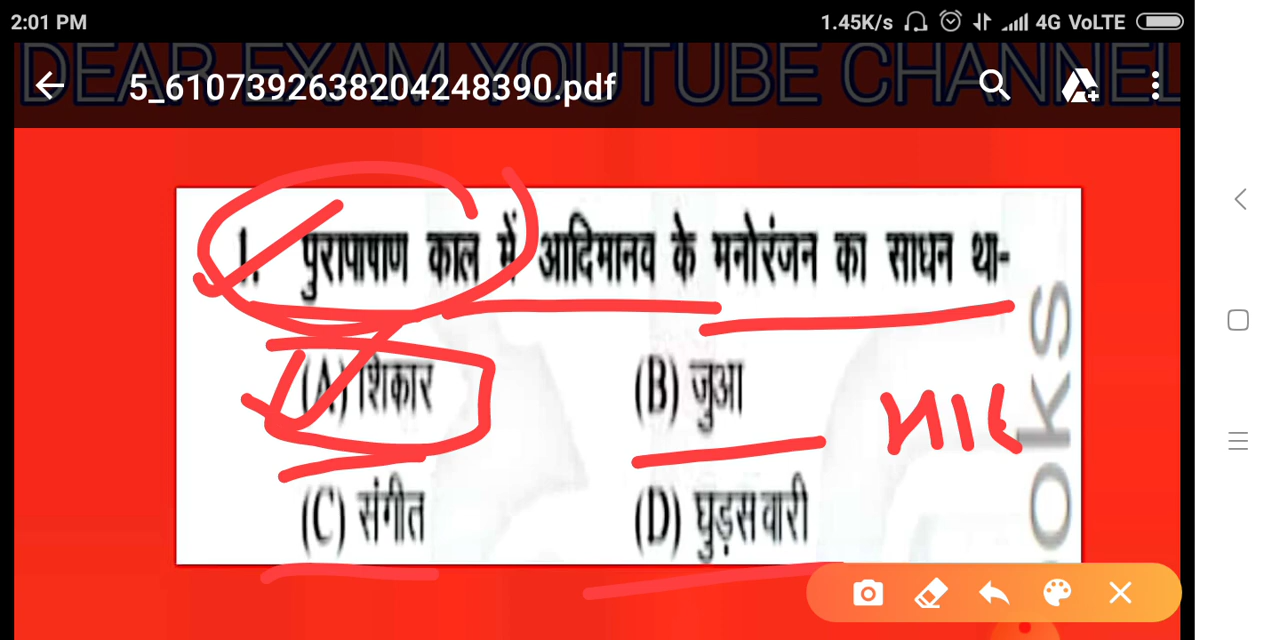 2:01 PM 1.45K/s 4G VoLTE
DEAR EXAM YOUTUBE CHANNEL
5_6107392638204248390.pdf
1. पुरापाषाण काल में आदिमानव के मनोरंजन का साधन था-
(A) शिकार (B) जुआ
(C) संगीत (D) घुड़सवारी